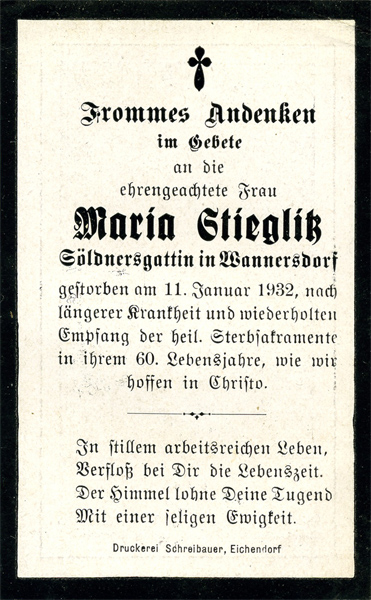 Frommes Andenken
im Gebete
an die
ehrengeachtete Frau
Maria Stieglitz
Söldnersgattin in Wannersdorf
gestorben am 11. Januar 1932, nach
längerer Krankheit und wiederholten
Empfang der heil. Sterbsakramente
in ihrem 60. Lebensjahre, wie wir
hoffen in Christo.
In stillem arbeitsreichen Leben,
Verfloß bei Dir die Lebenszeit.
Der Himmel lohne Deine Tugend
Mit einer seligen Ewigkeit.
Druckerei Schreibauer, Eichendorf